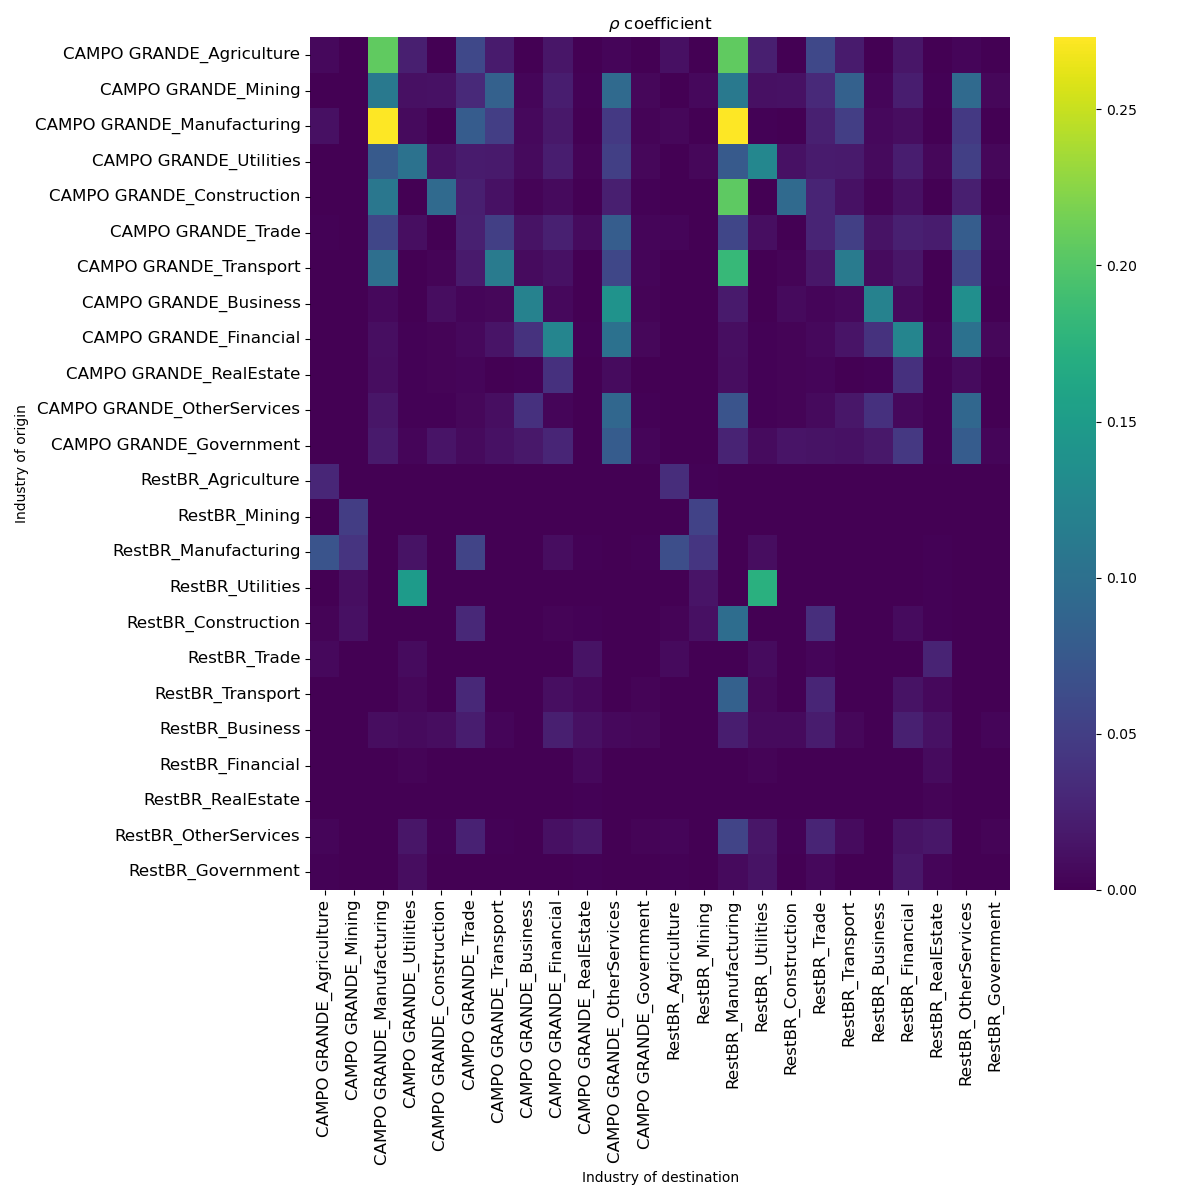 ρ coefficient
Industry of origin
CAMPO GRANDE_Agriculture
CAMPO GRANDE_Mining
CAMPO GRANDE_Manufacturing
CAMPO GRANDE_Utilities
CAMPO GRANDE_Construction
CAMPO GRANDE_Trade
CAMPO GRANDE_Transport
CAMPO GRANDE_Business
CAMPO GRANDE_Financial
CAMPO GRANDE_RealEstate
CAMPO GRANDE_OtherServices
CAMPO GRANDE_Government
RestBR_Agriculture
RestBR_Mining
RestBR_Manufacturing
RestBR_Utilities
RestBR_Construction
RestBR_Trade
RestBR_Transport
RestBR_Business
RestBR_Financial
RestBR_RealEstate
RestBR_OtherServices
RestBR_Government
CAMPO GRANDE_Agriculture
CAMPO GRANDE_Mining
CAMPO GRANDE_Manufacturing
CAMPO GRANDE_Utilities
CAMPO GRANDE_Construction
CAMPO GRANDE_Trade
CAMPO GRANDE_Transport
CAMPO GRANDE_Business
CAMPO GRANDE_Financial
CAMPO GRANDE_RealEstate
CAMPO GRANDE_OtherServices
CAMPO GRANDE_Government
RestBR_Agriculture
RestBR_Mining
RestBR_Manufacturing
RestBR_Utilities
RestBR_Construction
RestBR_Trade
RestBR_Transport
RestBR_Business
RestBR_Financial
RestBR_RealEstate
RestBR_OtherServices
RestBR_Government
Industry of destination
0.25
0.20
0.15
0.10
0.05
0.00